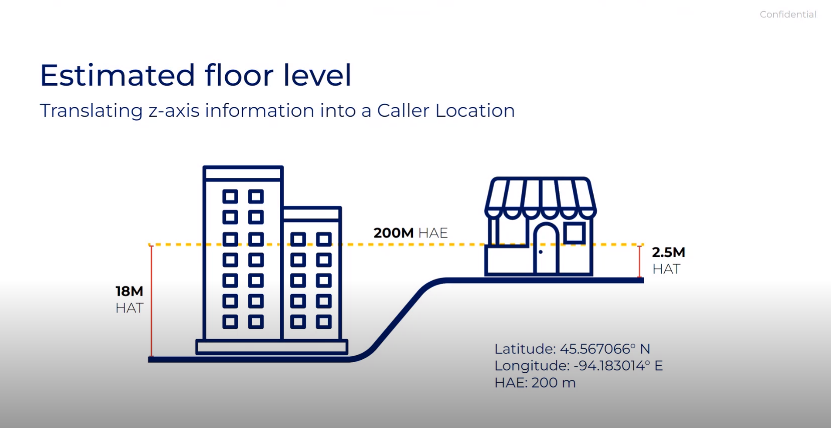 Confidential
Estimated floor level
Translating z-axis information into a Caller Location
200M HAE
2.5M
HAT
18M
HAT
Latitude: 45.567066° N
Longitude: -94.183014° E
HAE: 200 m